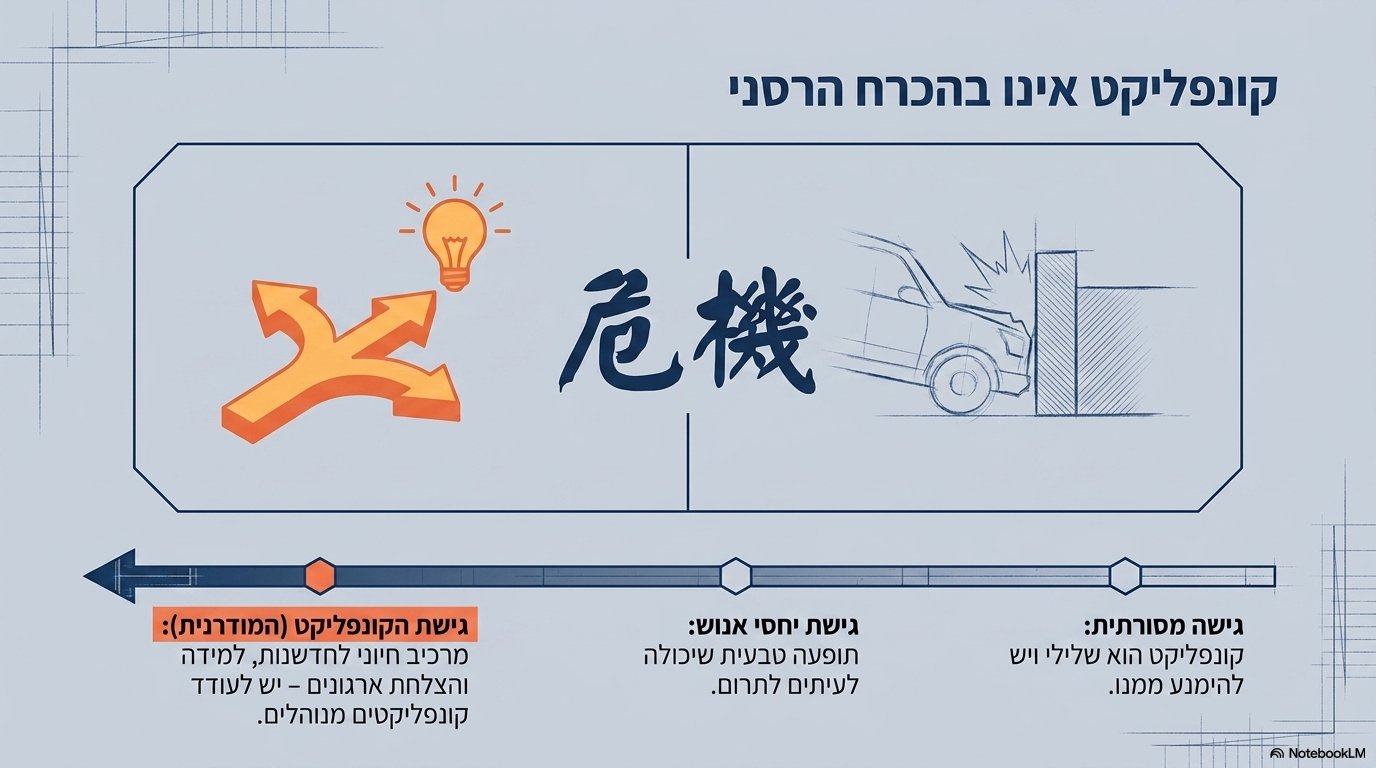 קונפליקט אינו בהכרח הרסני
危機
גישה מסורתית:
קונפליקט הוא שלילי ויש
להימנע ממנו.
גישת יחסי אנוש:
תופעה טבעית שיכולה
לעיתים לתרום.
גישת הקונפליקט (המודרנית):
מרכיב חיוני לחדשנות, למידה
והצלחת ארגונים – יש לעודד
קונפליקטים מנוהלים.
NotebookLM